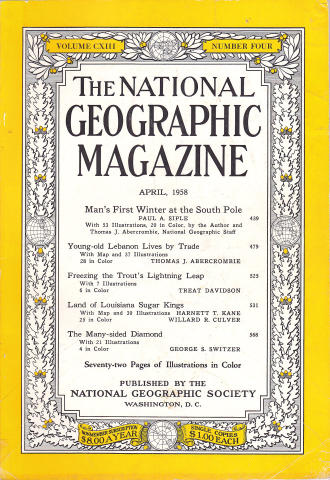 VOLUME CXIII
NUMBER FOUR
THE NATIONAL
GEOGRAPHIC
MAGAZINE
APRIL, 1958
Man's First Winter at the South Pole
PAUL A. SIPLE 439
With 53 Illustrations, 20 in Color, by the Author and
Thomas J. Abercrombie, National Geographic Staff
Young-old Lebanon Lives by Trade 479
With Map and 37 Illustrations
28 in Color THOMAS J. ABERCROMBIE
Freezing the Trout's Lightning Leap 525
With 7 Illustrations
6 in Color TREAT DAVIDSON
Land of Louisiana Sugar Kings 531
With Map and 30 Illustrations HARNETT T. KANE
25 in Color WILLARD R. CULVER
The Many-sided Diamond 568
With 21 Illustrations
4 in Color GEORGE S. SWITZER
Seventy-two Pages of Illustrations in Color
PUBLISHED BY THE
NATIONAL GEOGRAPHIC SOCIETY
WASHINGTON, D. C.
NONMEMBER SUBSCRIPTION
$8.00 A YEAR
SINGLE COPIES
$1.00 EACH